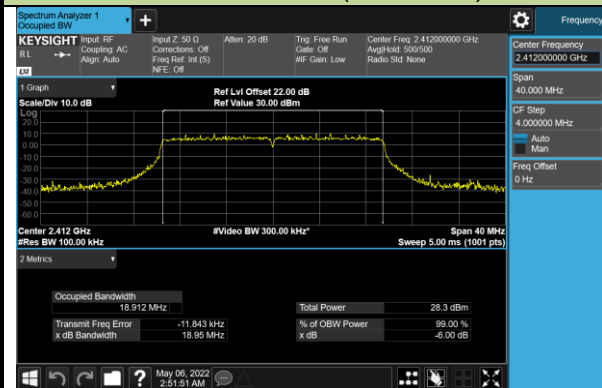 Spectrum Analyzer 1
Occupied BW
+
Frequency
KEYSIGHT
R L
Input: RF
Coupling: AC
Align: Auto
Input Z: 50 Ω
Corrections: Off
Freq Ref: Int (S)
NFE: Off
Atten: 20 dB
Trig: Free Run
Gate: Off
#IF Gain: Low
Center Freq: 2.412000000 GHz
Avg|Hold: 500/500
Radio Std: None
Center Frequency
2.412000000 GHz
Span
40.000 MHz
CF Step
4.000000 MHz
Auto
Man
Freq Offset
0 Hz
1 Graph
Scale/Div 10.0 dB
Ref Lvl Offset 22.00 dB
Ref Value 30.00 dBm
Log
20.0
10.0
0.00
-10.0
-20.0
-30.0
-40.0
-50.0
-60.0
Center 2.412 GHz
#Res BW 100.00 kHz
#Video BW 300.00 kHz*
Span 40 MHz
Sweep 5.00 ms (1001 pts)
2 Metrics
Occupied Bandwidth
18.912 MHz
Transmit Freq Error -11.843 kHz
x dB Bandwidth 18.95 MHz
Total Power 28.3 dBm
% of OBW Power 99.00 %
x dB -6.00 dB
?
May 06, 2022
2:51:51 AM